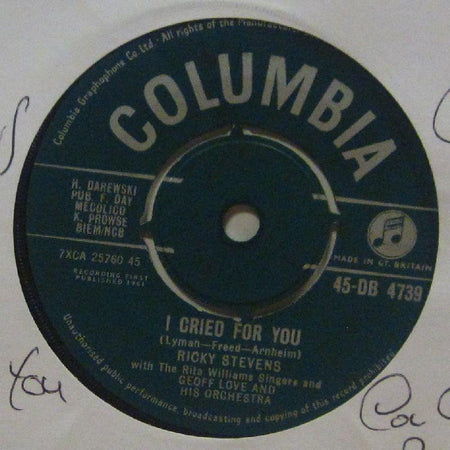 Columbia Graphophone Co Ltd · All rights of the Manufacturer
COLUMBIA
H. DAREWSKI
PUB. F. DAY
MECOLICO
K. PROWSE
BIEM/NCB
7XCA 25760 45
RECORDING FIRST
PUBLISHED 1961
MADE IN GT. BRITAIN
45-DB 4739
I CRIED FOR YOU
(Lyman—Freed—Arnheim)
RICKY STEVENS
with The Rita Williams Singers and
GEOFF LOVE AND
HIS ORCHESTRA
Unauthorised public performance, broadcasting and copying of this record prohibited
You